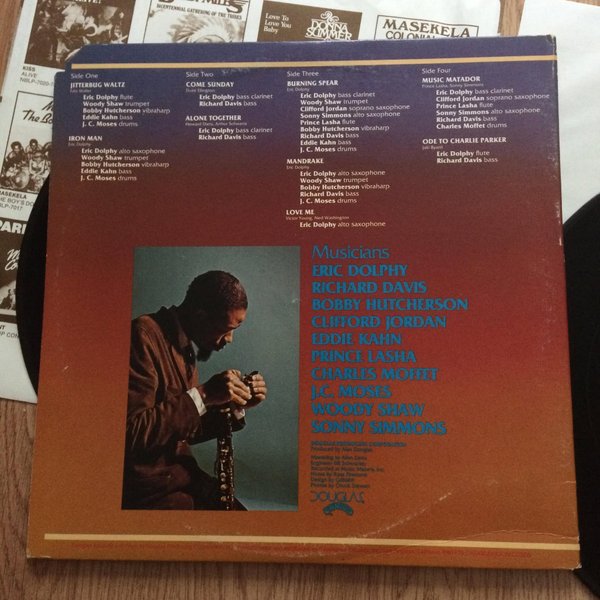 KISS
ALIVE
NBLP-7020
BICENTENNIAL GATHERING OF THE TRIBES
Love To
Love You
Baby
DONNA
SUMMER
MASEKELA
COLONIAL
MASEKELA
THE BOY'S DO
NBLP-7017
Side One
JITTERBUG WALTZ
Fats Waller
Eric Dolphy flute
Woody Shaw trumpet
Bobby Hutcherson vibraharp
Eddie Kahn bass
J. C. Moses drums
IRON MAN
Eric Dolphy
Eric Dolphy alto saxophone
Woody Shaw trumpet
Bobby Hutcherson vibraharp
Eddie Kahn bass
J. C. Moses drums
Side Two
COME SUNDAY
Duke Ellington
Eric Dolphy bass clarinet
Richard Davis bass
ALONE TOGETHER
Howard Dietz, Arthur Schwartz
Eric Dolphy bass clarinet
Richard Davis bass
Side Three
BURNING SPEAR
Eric Dolphy
Eric Dolphy bass clarinet
Woody Shaw trumpet
Clifford Jordan soprano saxophone
Sonny Simmons alto saxophone
Prince Lasha flute
Bobby Hutcherson vibraharp
Richard Davis bass
Eddie Kahn bass
J. C. Moses drums
MANDRAKE
Eric Dolphy
Eric Dolphy alto saxophone
Woody Shaw trumpet
Bobby Hutcherson vibraharp
Eddie Kahn bass
J. C. Moses drums
LOVE ME
Victor Young, Ned Washington
Eric Dolphy alto saxophone
Side Four
MUSIC MATADOR
Prince Lasha, Sonny Simmons
Eric Dolphy bass clarinet
Clifford Jordan soprano saxophone
Prince Lasha flute
Sonny Simmons alto saxophone
Richard Davis bass
Charles Moffet drums
ODE TO CHARLIE PARKER
Jaki Byard
Eric Dolphy flute
Richard Davis bass
Musicians
ERIC DOLPHY
RICHARD DAVIS
BOBBY HUTCHERSON
CLIFFORD JORDAN
EDDIE KAHN
PRINCE LASHA
CHARLES MOFFET
J.C. MOSES
WOODY SHAW
SONNY SIMMONS
Produced by Alan Douglas
DOUGLAS